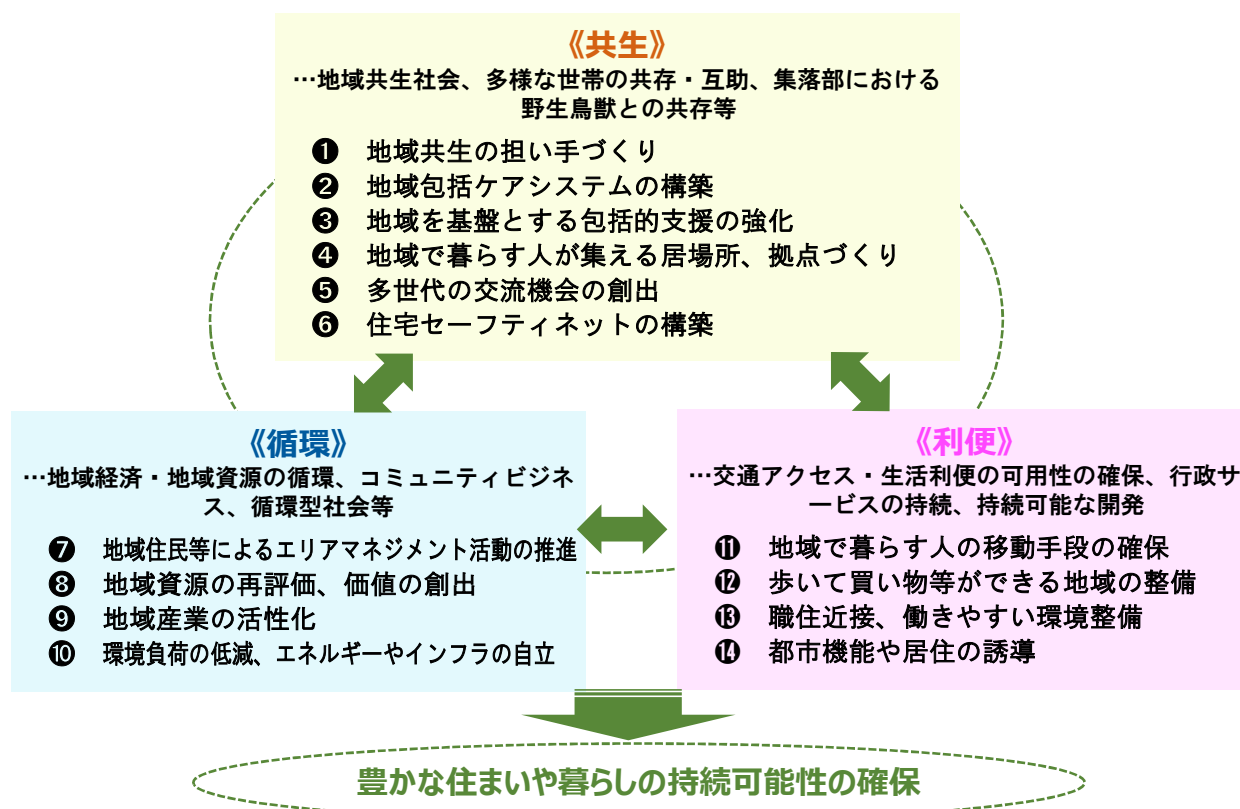 《共生》
…地域共生社会、多様な世帯の共存・互助、集落部における
野生鳥獣との共存等
❶ 地域共生の担い手づくり
❷ 地域包括ケアシステムの構築
❸ 地域を基盤とする包括的支援の強化
❹ 地域で暮らす人が集える居場所、拠点づくり
❺ 多世代の交流機会の創出
❻ 住宅セーフティネットの構築
《循環》
…地域経済・地域資源の循環、コミュニティビジネ
ス、循環型社会等
❼ 地域住民等によるエリアマネジメント活動の推進
❽ 地域資源の再評価、価値の創出
❾ 地域産業の活性化
❿ 環境負荷の低減、エネルギーやインフラの自立
《利便》
…交通アクセス・生活利便の可用性の確保、行政サ
ービスの持続、持続可能な開発
⓫ 地域で暮らす人の移動手段の確保
⓬ 歩いて買い物等ができる地域の整備
⓭ 職住近接、働きやすい環境整備
⓮ 都市機能や居住の誘導
豊かな住まいや暮らしの持続可能性の確保